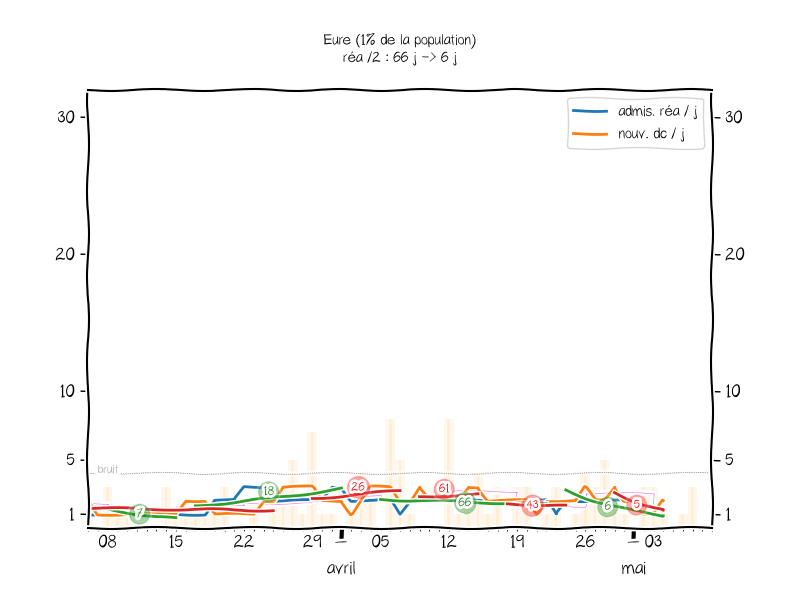 Eure (1% de la population)
réa /2 : 66 j -> 6 j
admis. réa / j
nouv. dc / j
30
30
20
20
10
10
5
5
bruit
1
1
7
18
26
61
66
43
6
5
08 15 22 29 05 12 19 26 03
avril mai